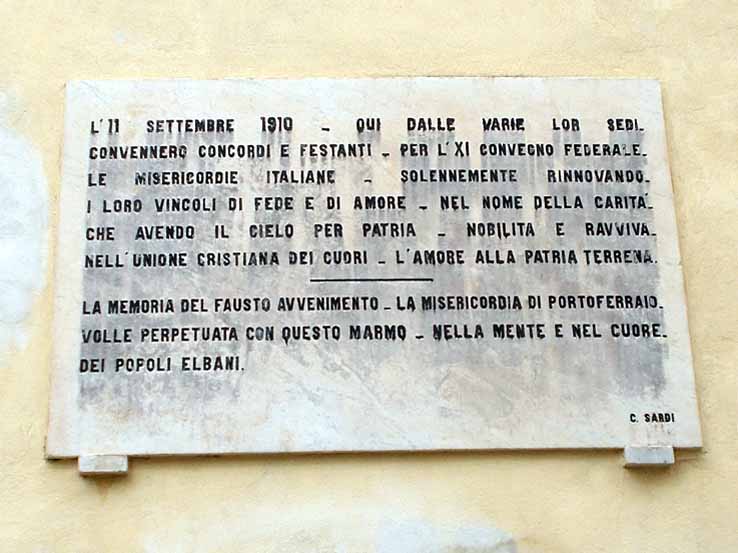 L'11 SETTEMBRE 1910 - QUI DALLE VARIE LOR SEDI-
CONVENNERO CONCORDI E FESTANTI - PER L'XI CONVEGNO FEDERALE-
LE MISERICORDIE ITALIANE - SOLENNEMENTE RINNOVANDO-
I LORO VINCOLI DI FEDE E DI AMORE - NEL NOME DELLA CARITA'
CHE AVENDO IL CIELO PER PATRIA - NOBILITA E RAVVIVA-
NELL'UNIONE CRISTIANA DEI CUORI - L'AMORE ALLA PATRIA TERRENA.
LA MEMORIA DEL FAUSTO AVVENIMENTO - LA MISERICORDIA DI PORTOFERRAIO-
VOLLE PERPETUATA CON QUESTO MARMO - NELLA MENTE E NEL CUORE-
DEI POPOLI ELBANI.
C. SARDI